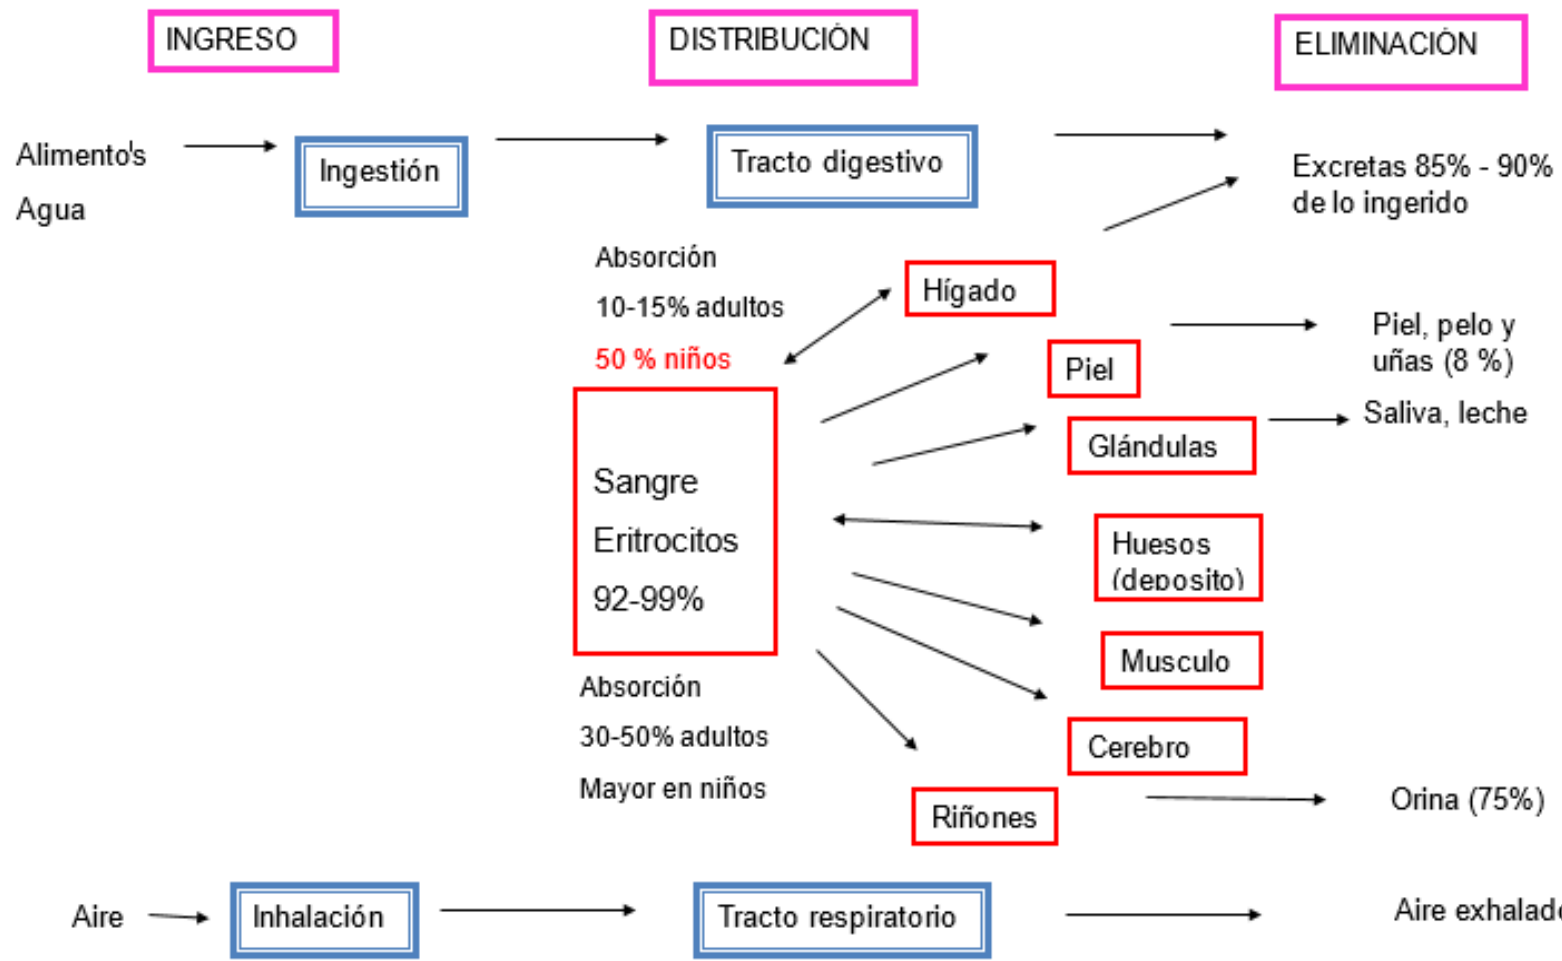 INGRESO
DISTRIBUCIÓN
ELIMINACIÓN
Alimento's
Agua
Ingestión
Tracto digestivo
Excretas 85% - 90%
de lo ingerido
Absorción
10-15% adultos
50 % niños
Hígado
Piel
Piel, pelo y
uñas (8 %)
Glándulas
Saliva, leche
Sangre
Eritrocitos
92-99%
Huesos
(deposito)
Musculo
Cerebro
Absorción
30-50% adultos
Mayor en niños
Riñones
Orina (75%)
Aire
Inhalación
Tracto respiratorio
Aire exhalado